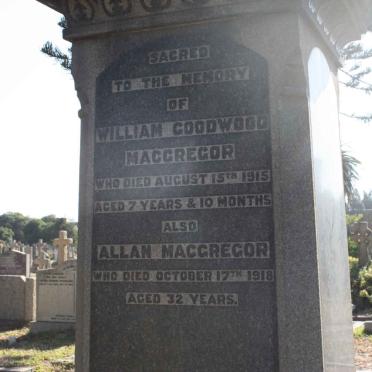 SACRED
TO THE MEMORY
OF
WILLIAM GOODWOOD
MACGREGOR
WHO DIED AUGUST 15TH 1915
AGED 7 YEARS & 10 MONTHS
ALSO
ALLAN MACGREGOR
WHO DIED OCTOBER 17TH 1918
AGED 32 YEARS.